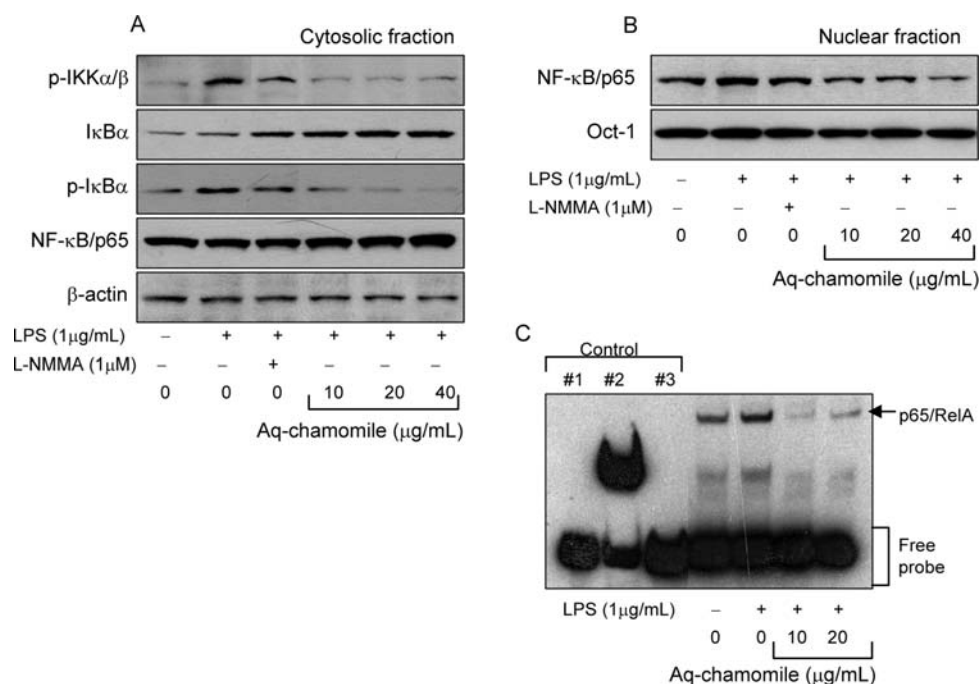 A
Cytosolic fraction
p-IKKα/β
IκBα
p-IκBα
NF-κB/p65
β-actin
LPS (1μg/mL) – + + + + +
L-NMMA (1μM) – – + – – –
0 0 0 10 20 40
Aq-chamomile (μg/mL)
B
Nuclear fraction
NF-κB/p65
Oct-1
LPS (1μg/mL) – + + + + +
L-NMMA (1μM) – – + – – –
0 0 0 10 20 40
Aq-chamomile (μg/mL)
C
Control
#1 #2 #3
p65/RelA
Free
probe
LPS (1μg/mL) – + + +
0 0 10 20
Aq-chamomile (μg/mL)